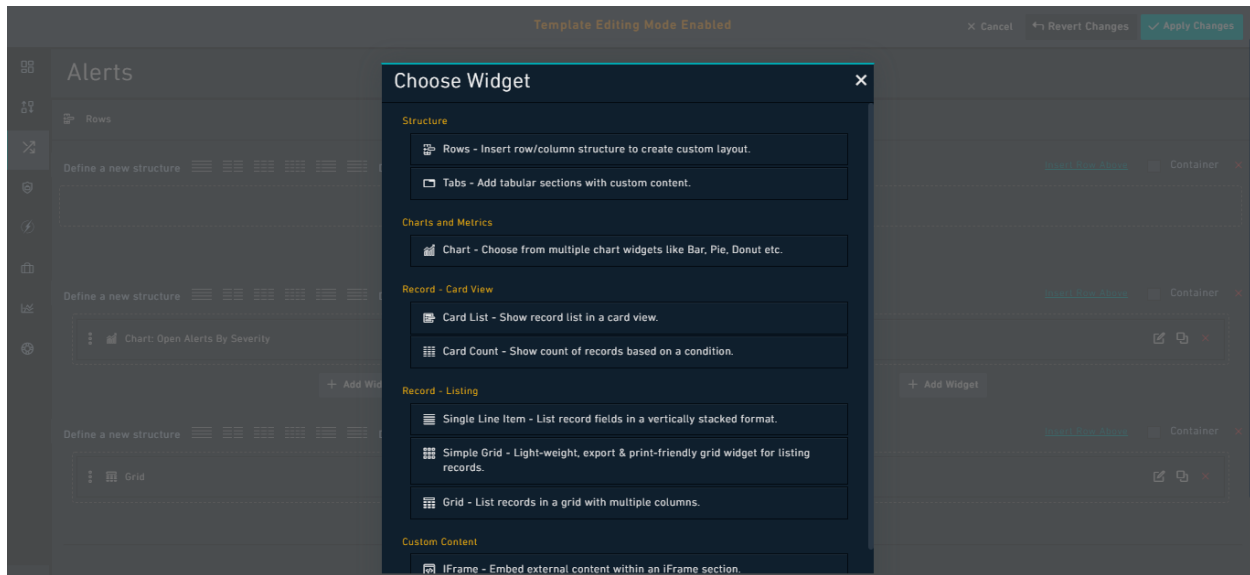 Template Editing Mode Enabled
× Cancel
Revert Changes
Apply Changes
Alerts
Choose Widget
Rows
Structure
Rows - Insert row/column structure to create custom layout.
Tabs - Add tabular sections with custom content.
Define a new structure
Insert Row Above
Container
Charts and Metrics
Chart - Choose from multiple chart widgets like Bar, Pie, Donut etc.
Record - Card View
Define a new structure
Insert Row Above
Container
Card List - Show record list in a card view.
Chart: Open Alerts By Severity
Card Count - Show count of records based on a condition.
+ Add Wid
+ Add Widget
Record - Listing
Single Line Item - List record fields in a vertically stacked format.
Define a new structure
Insert Row Above
Container
Simple Grid - Light-weight, export & print-friendly grid widget for listing
records.
Grid
Grid - List records in a grid with multiple columns.
Custom Content
IFrame - Embed external content within an iFrame section.